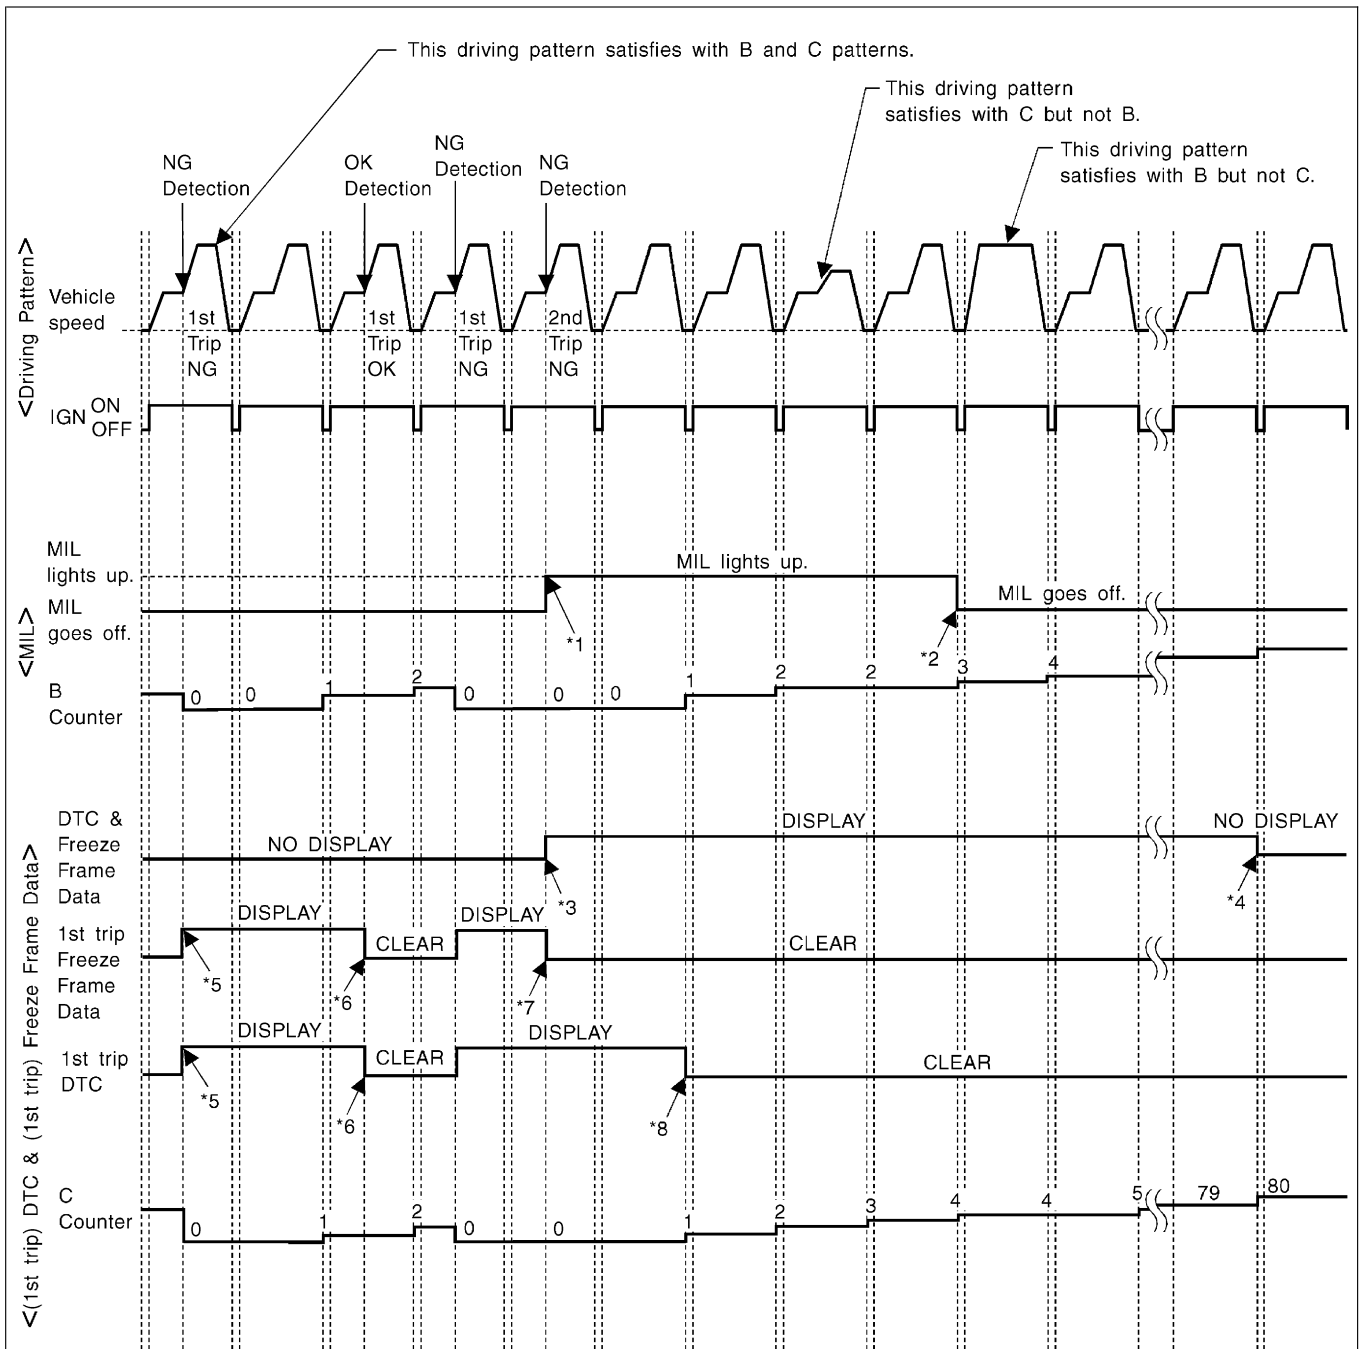 This driving pattern satisfies with B and C patterns.
This driving pattern
satisfies with C but not B.
This driving pattern
satisfies with B but not C.
NG
Detection
OK
Detection
NG
Detection
NG
Detection
<Driving Pattern>
Vehicle
speed
1st
Trip
NG
1st
Trip
OK
1st
Trip
NG
2nd
Trip
NG
IGN ON
OFF
<MIL>
MIL
lights up.
MIL lights up.
MIL
goes off.
MIL goes off.
*1
*2
B
Counter
0 0 1 2 0 0 0 1 2 2 3 4
<(1st trip) DTC & (1st trip) Freeze Frame Data>
DTC &
Freeze
Frame
Data
NO DISPLAY
DISPLAY
NO DISPLAY
*3
*4
1st trip
Freeze
Frame
Data
DISPLAY
CLEAR
DISPLAY
CLEAR
*5
*6
*7
1st trip
DTC
DISPLAY
CLEAR
DISPLAY
CLEAR
*5
*6
*8
C
Counter
0 1 2 0 0 1 2 3 4 4 5 79 80